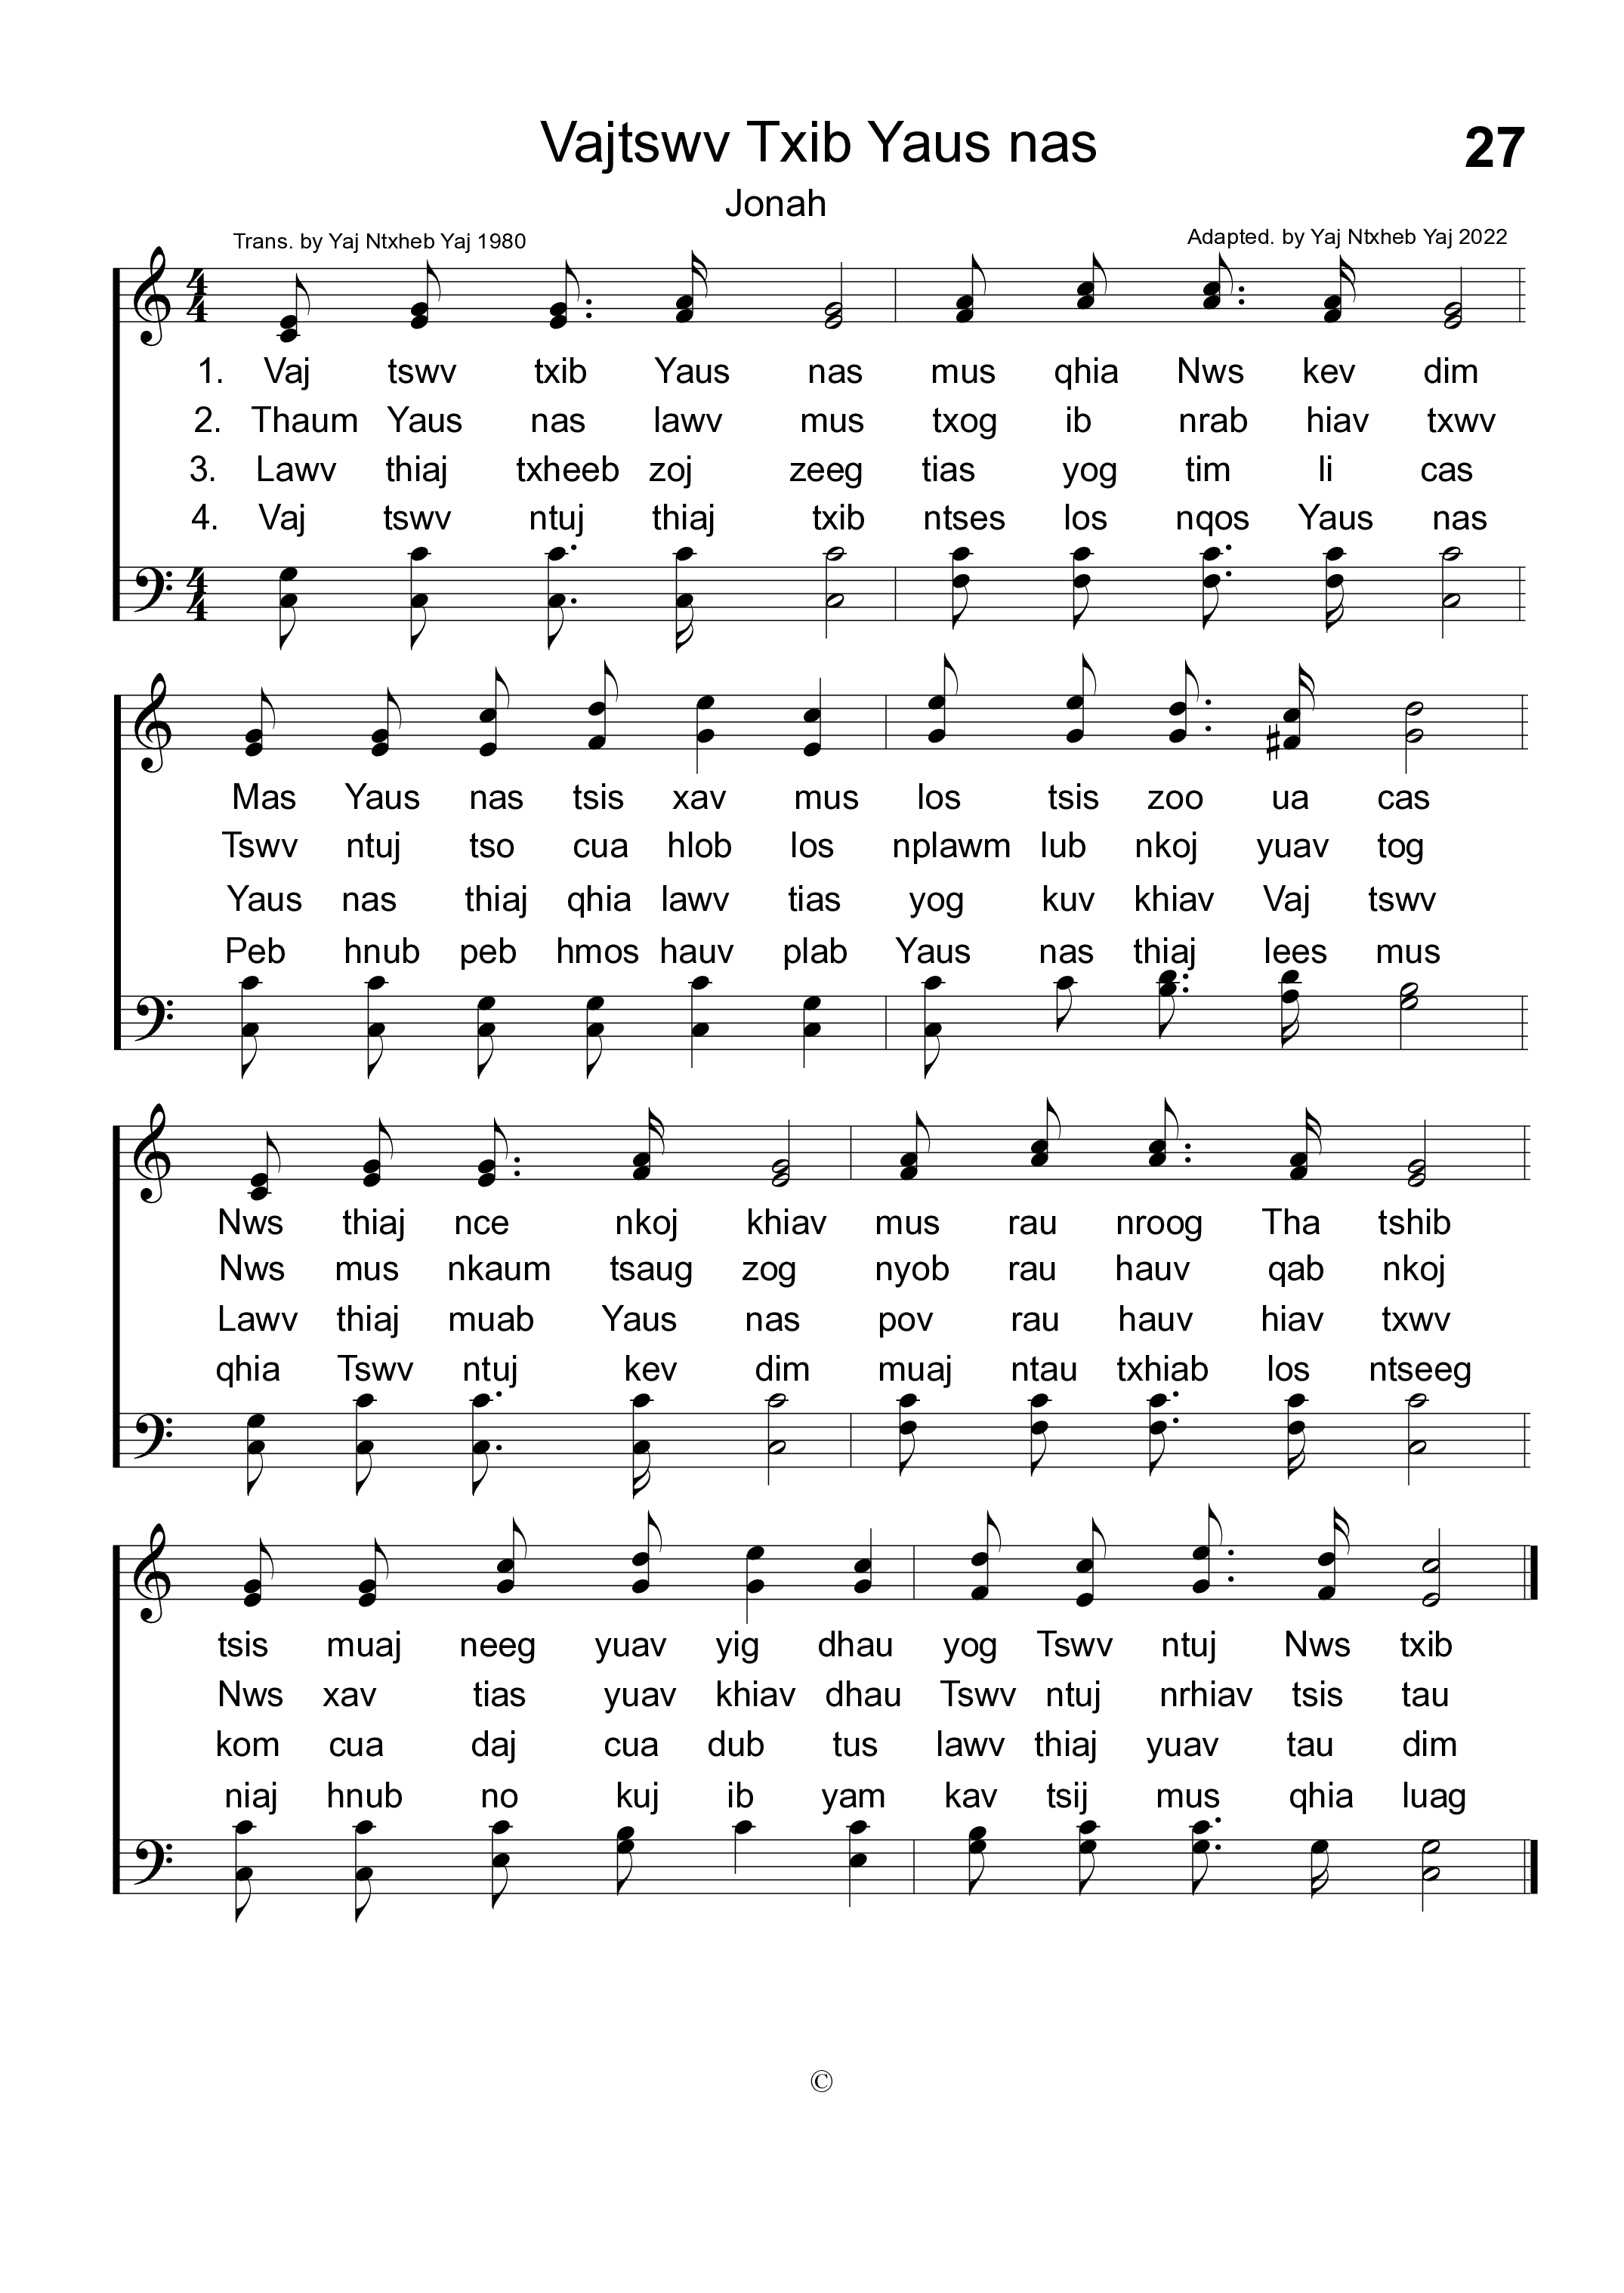 Vajtswv Txib Yaus nas
27
Jonah
Trans. by Yaj Ntxheb Yaj 1980
Adapted. by Yaj Ntxheb Yaj 2022
1. Vaj tswv txib Yaus nas mus qhia Nws kev dim
2. Thaum Yaus nas lawv mus txog ib nrab hiav txwv
3. Lawv thiaj txheeb zoj zeeg tias yog tim li cas
4. Vaj tswv ntuj thiaj txib ntses los nqos Yaus nas
Mas Yaus nas tsis xav mus los tsis zoo ua cas
Tswv ntuj tso cua hlob los nplawm lub nkoj yuav tog
Yaus nas thiaj qhia lawv tias yog kuv khiav Vaj tswv
Peb hnub peb hmos hauv plab Yaus nas thiaj lees mus
Nws thiaj nce nkoj khiav mus rau nroog Tha tshib
Nws mus nkaum tsaug zog nyob rau hauv qab nkoj
Lawv thiaj muab Yaus nas pov rau hauv hiav txwv
qhia Tswv ntuj kev dim muaj ntau txhiab los ntseeg
tsis muaj neeg yuav yig dhau yog Tswv ntuj Nws txib
Nws xav tias yuav khiav dhau Tswv ntuj nrhiav tsis tau
kom cua daj cua dub tus lawv thiaj yuav tau dim
niaj hnub no kuj ib yam kav tsij mus qhia luag
©